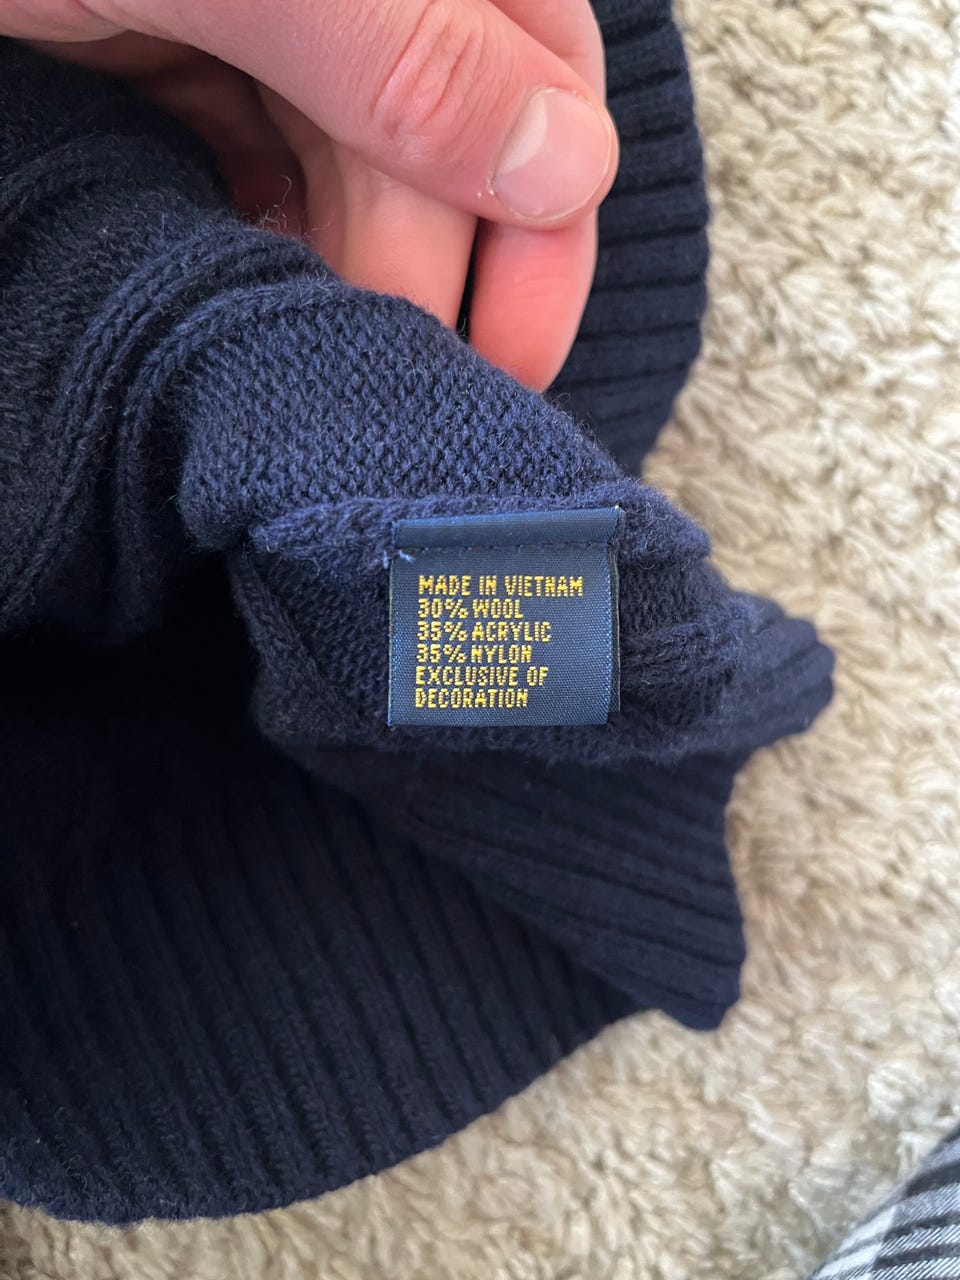 MADE IN VIETNAM
30% WOOL
35% ACRYLIC
35% NYLON
EXCLUSIVE OF
DECORATION